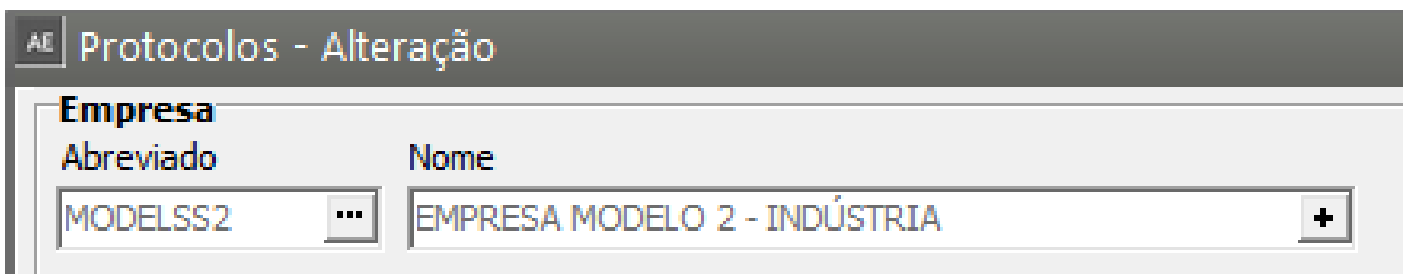 AE Protocolos - Alteração
Empresa
Abreviado Nome
MODELSS2 ... EMPRESA MODELO 2 - INDÚSTRIA +